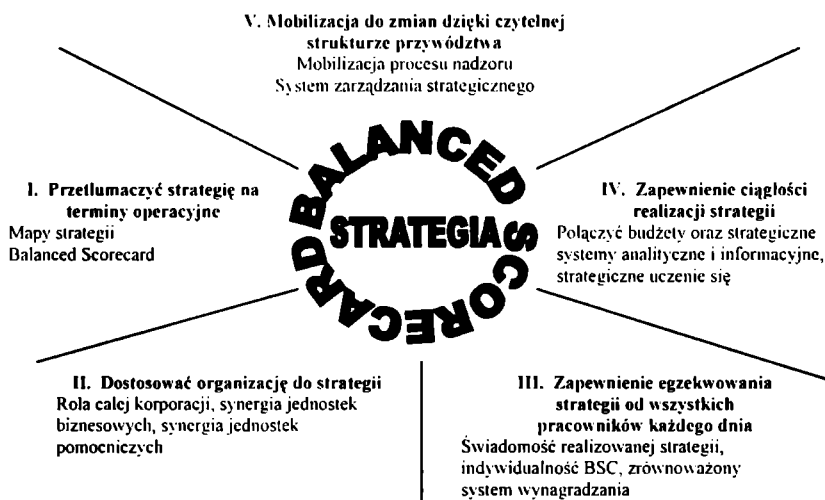 V. Mobilizacja do zmian dzięki czytelnej
strukturze przywództwa
Mobilizacja procesu nadzoru
System zarządzania strategicznego
I. Przetłumaczyć strategię na
terminy operacyjne
Mapy strategii
Balanced Scorecard
BALANCED SCORECARD
STRATEGIA
IV. Zapewnienie ciągłości
realizacji strategii
Połączyć budżety oraz strategiczne
systemy analityczne i informacyjne,
strategiczne uczenie się
II. Dostosować organizację do strategii
Rola całej korporacji, synergia jednostek
biznesowych, synergia jednostek
pomocniczych
III. Zapewnienie egzekwowania
strategii od wszystkich
pracowników każdego dnia
Świadomość realizowanej strategii,
indywidualność BSC, zrównoważony
system wynagradzania